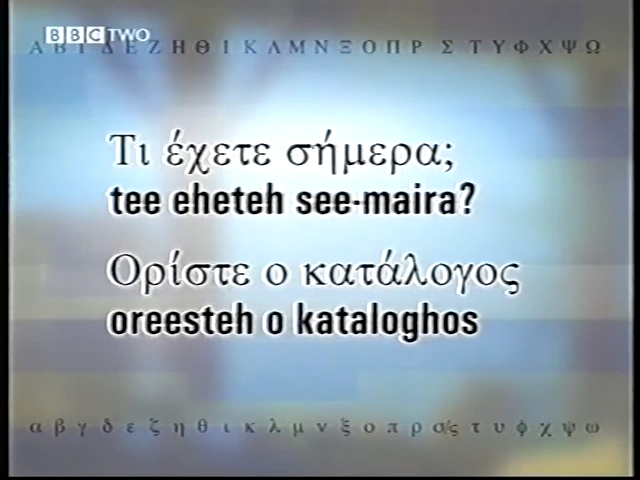 BBC TWO
Α Β Γ Δ Ε Ζ Η Θ Ι Κ Λ Μ Ν Ξ Ο Π Ρ Σ Τ Υ Φ Χ Ψ Ω
Τι έχετε σήμερα;
tee eheteh see-maira?
Ορίστε ο κατάλογος
oreesteh o kataloghos
α β γ δ ε ζ η θ ι κ λ μ ν ξ ο π ρ σ/ς τ υ φ χ ψ ω